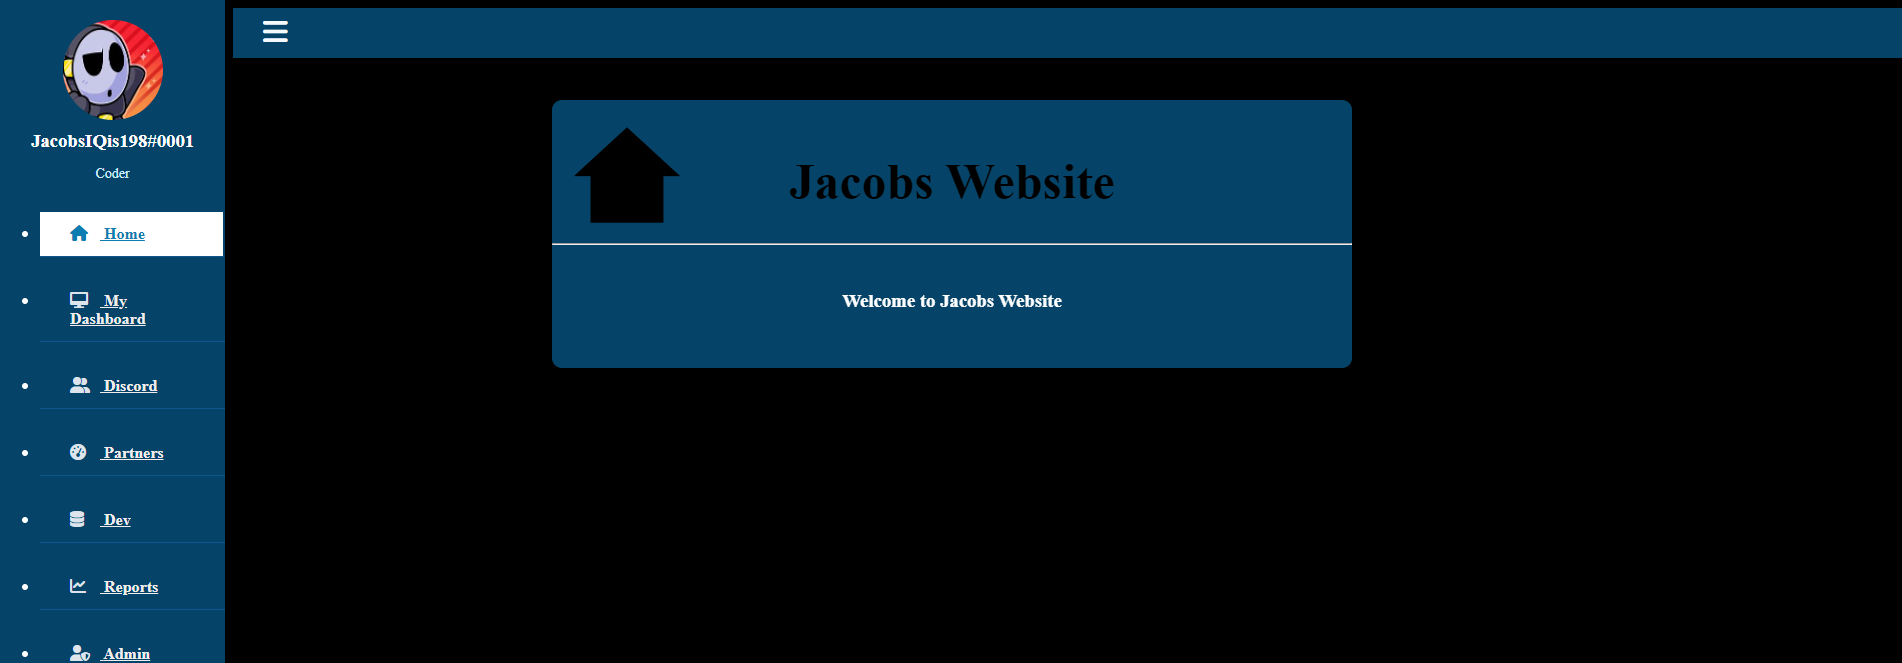 JacobsIQis198#0001
Coder
Home
My
Dashboard
Discord
Partners
Dev
Reports
Admin
Jacobs Website
Welcome to Jacobs Website